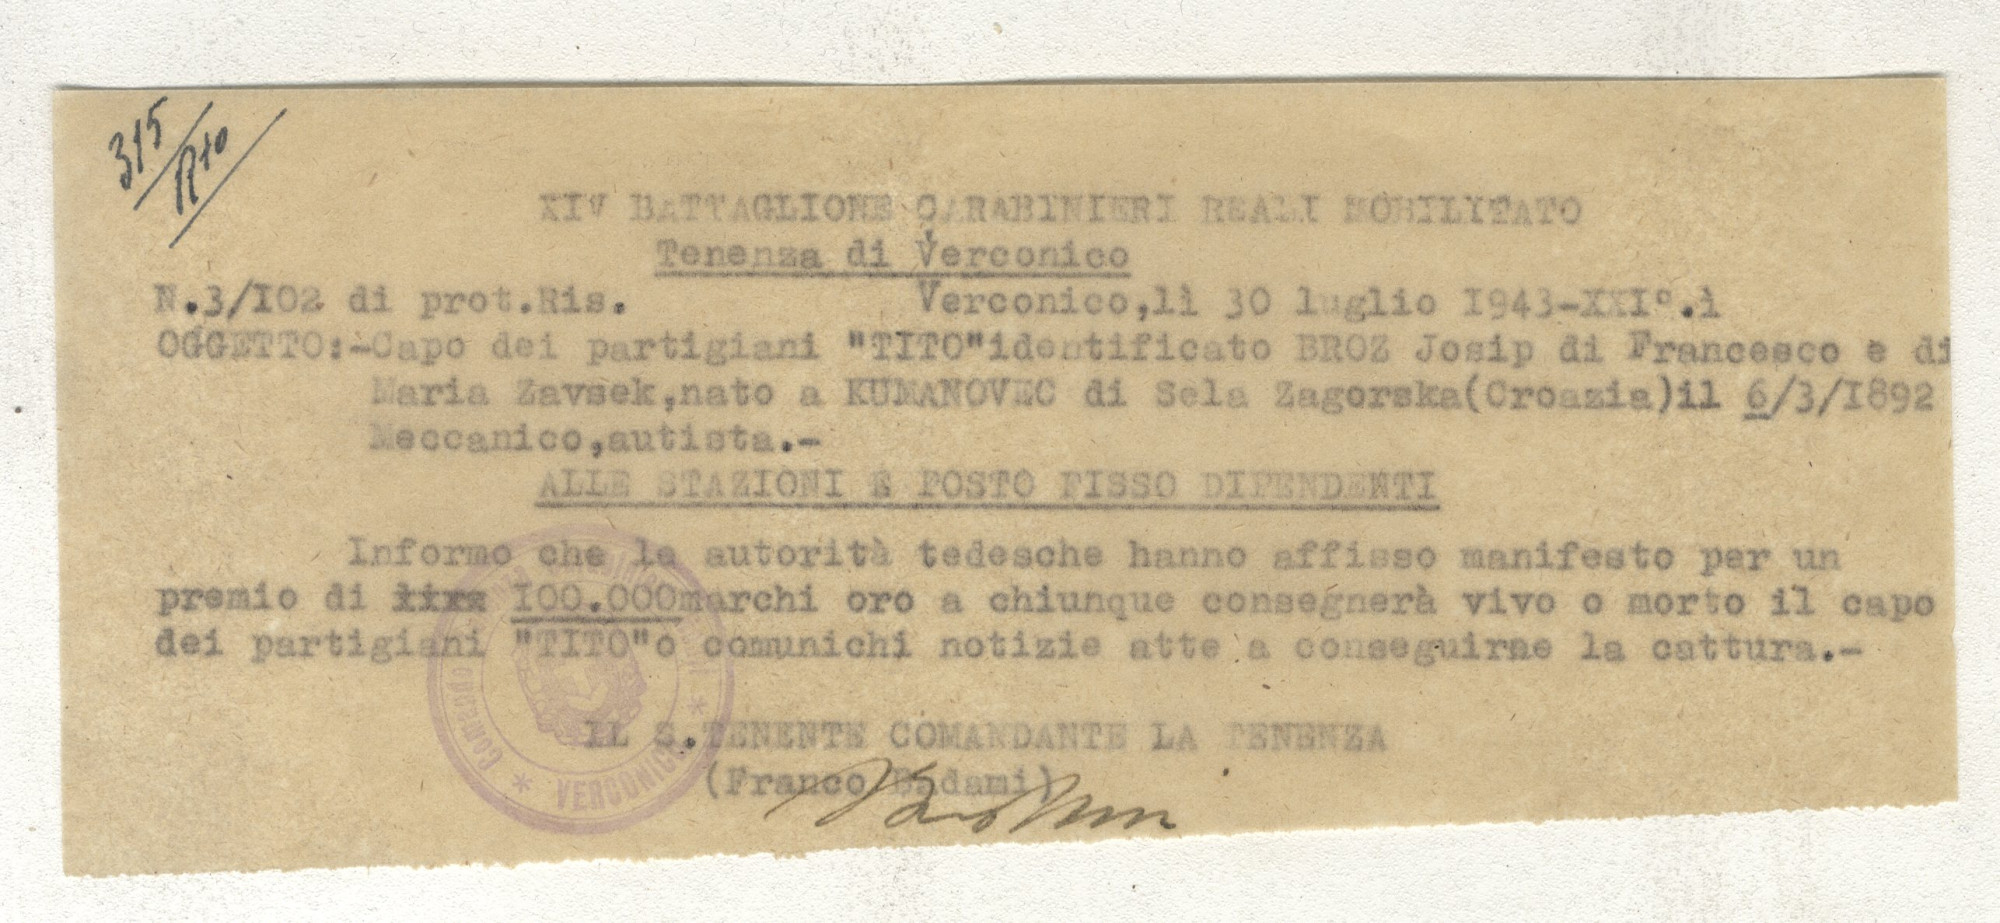 315
R10
XIV BATTAGLIONE CARABINIERI REALI MOBILITATO
Tenenza di Verconico
N.3/I02 di prot.Ris. Verconico,lì 30 luglio I943-XXI°.ì
OGGETTO:-Capo dei partigiani "TITO"identificato BROZ Josip di Francesco e di
Maria Zavsek,nato a KUMANOVEC di Sela Zagorska(Croazia)il 6/3/I892
Meccanico,autista.-
ALLE STAZIONI E POSTO FISSO DIPENDENTI
Informo che le autorità tedesche hanno affisso manifesto per un
premio di lire I00.000marchi oro a chiunque consegnerà vivo o morto il capo
dei partigiani "TITO"o comunichi notizie atte a conseguirne la cattura.-
IL S.TENENTE COMANDANTE LA TENENZA
(Franco Badami)
VERCONICO